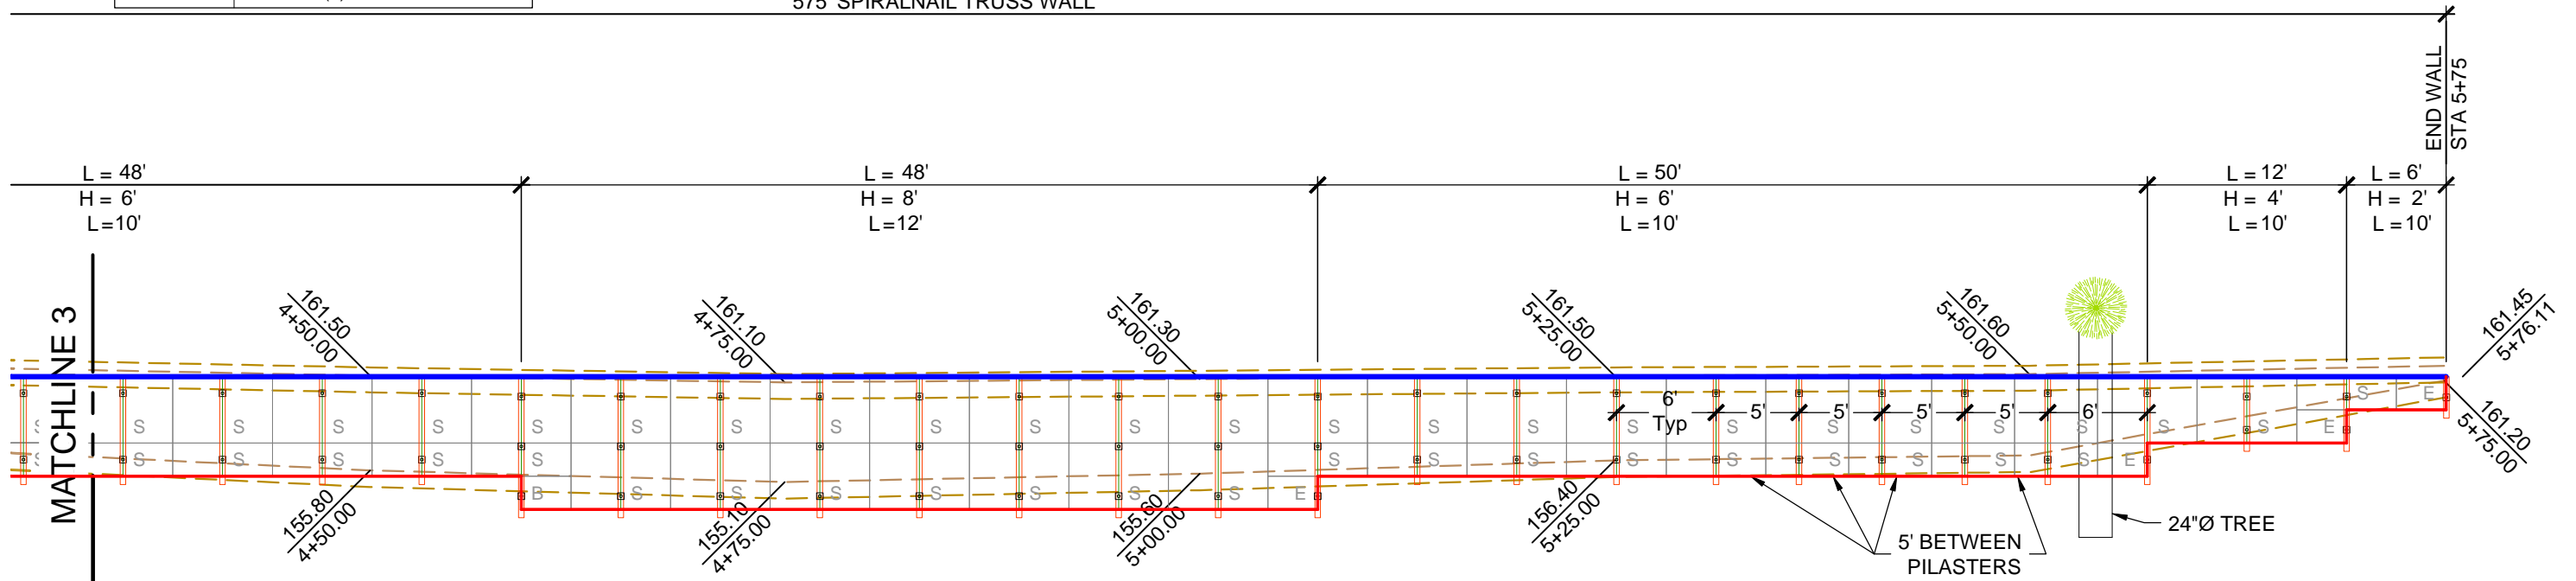 575' SPIRALNAIL TRUSS WALL
END WALL
STA 5+75
L = 48'
H = 6'
L=10'
L = 48'
H = 8'
L=12'
L = 50'
H = 6'
L=10'
L = 12'
H = 4'
L=10'
L = 6'
H = 2'
L=10'
MATCHLINE 3
161.50
4+50.00
161.10
4+75.00
161.30
5+00.00
161.50
5+25.00
161.60
5+50.00
161.45
5+76.11
6'
Typ
5'
5'
5'
5'
6'
S S S S S S S S S S S S S S S S S S S S S S S E
S S S S S S S S S S S S S S E S E
B S S S S S S S E
161.20
5+75.00
155.80
4+50.00
155.10
4+75.00
155.60
5+00.00
156.40
5+25.00
5' BETWEEN
PILASTERS
24"Ø TREE